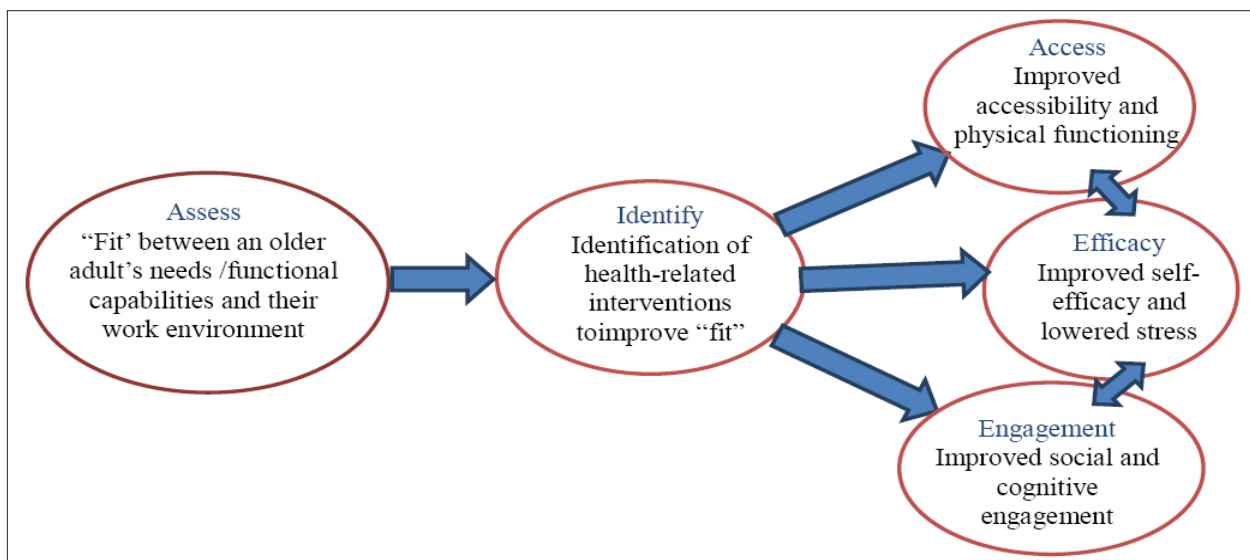 Assess
“Fit’ between an older
adult’s needs /functional
capabilities and their
work environment
Identify
Identification of
health-related
interventions
toimprove “fit”
Access
Improved
accessibility and
physical functioning
Efficacy
Improved self-
efficacy and
lowered stress
Engagement
Improved social and
cognitive
engagement